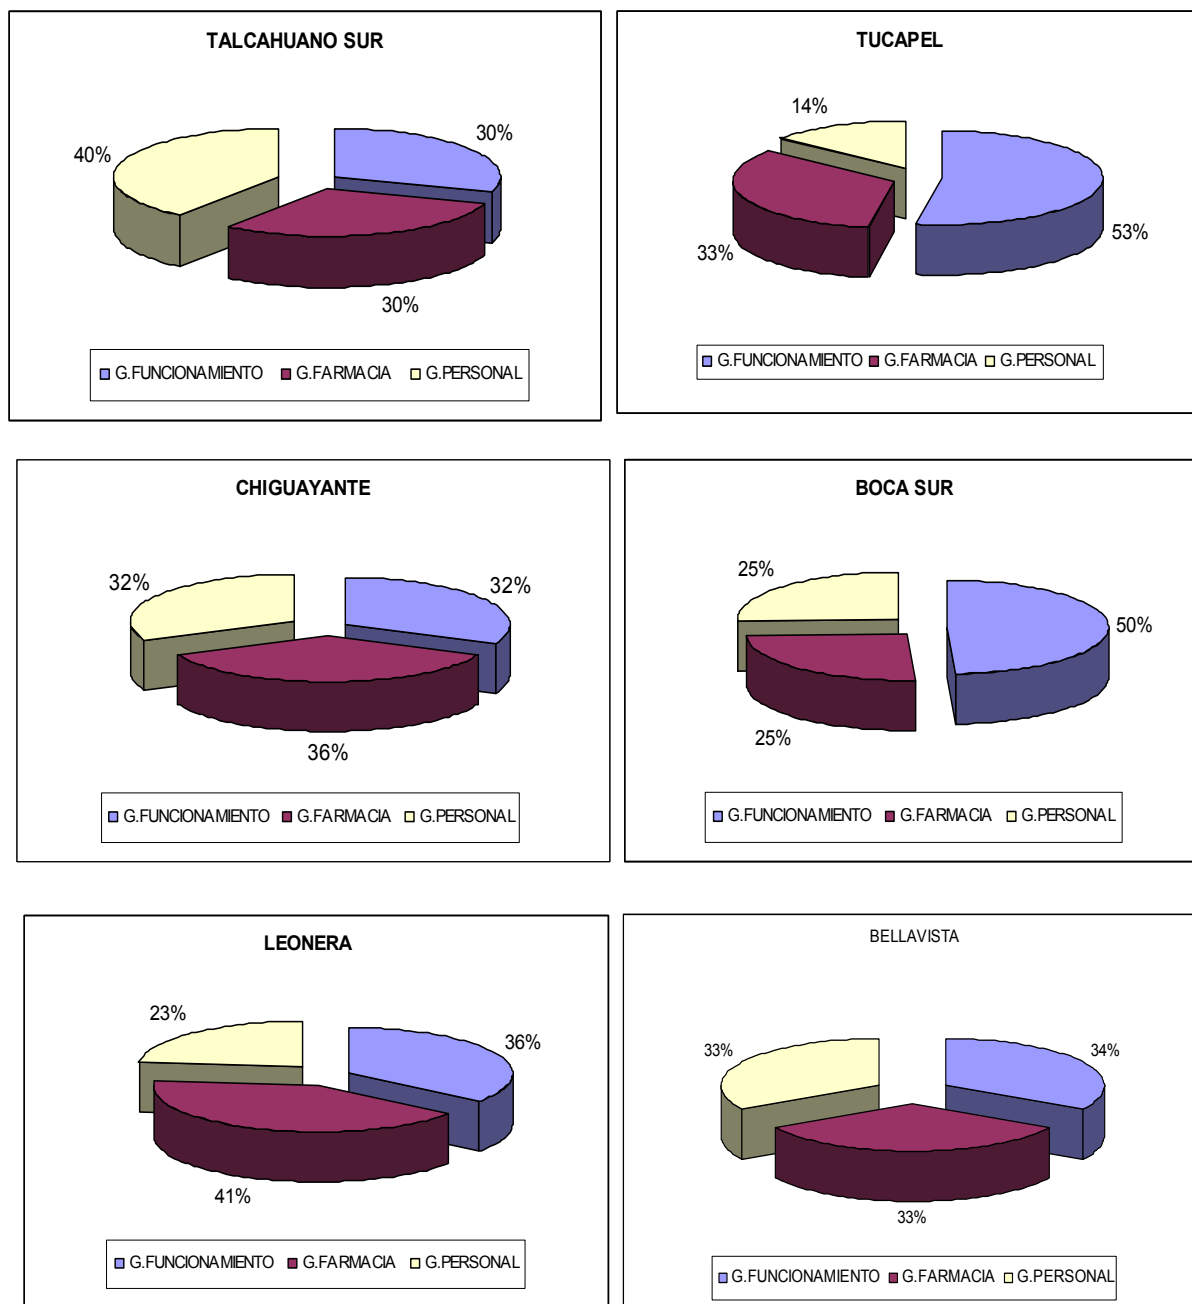 TALCAHUANO SUR
40%
30%
30%
G.FUNCIONAMIENTO G.FARMACIA G.PERSONAL
TUCAPEL
14%
33%
53%
G.FUNCIONAMIENTO G.FARMACIA G.PERSONAL
CHIGUAYANTE
32%
32%
36%
G.FUNCIONAMIENTO G.FARMACIA G.PERSONAL
BOCA SUR
25%
50%
25%
G.FUNCIONAMIENTO G.FARMACIA G.PERSONAL
LEONERA
23%
36%
41%
G.FUNCIONAMIENTO G.FARMACIA G.PERSONAL
BELLAVISTA
33%
34%
33%
G.FUNCIONAMIENTO G.FARMACIA G.PERSONAL